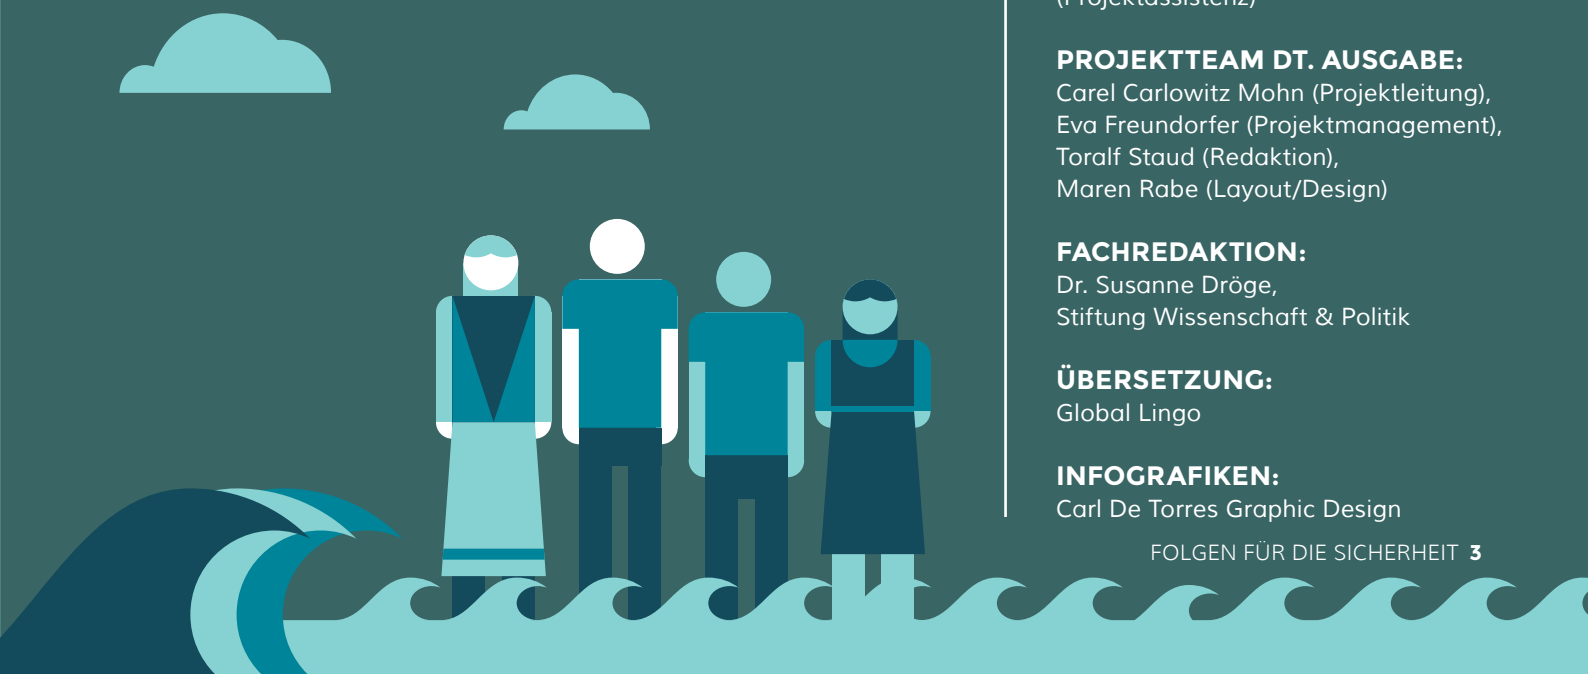 (Projektassistenz)
PROJEKTTEAM DT. AUSGABE:
Carel Carlowitz Mohn (Projektleitung),
Eva Freundorfer (Projektmanagement),
Toralf Staud (Redaktion),
Maren Rabe (Layout/Design)
FACHREDAKTION:
Dr. Susanne Dröge,
Stiftung Wissenschaft & Politik
ÜBERSETZUNG:
Global Lingo
INFOGRAFIKEN:
Carl De Torres Graphic Design
FOLGEN FÜR DIE SICHERHEIT 3